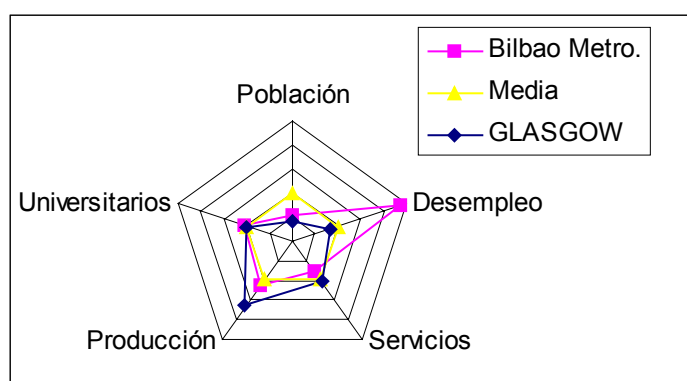 Bilbao Metro.
Media
GLASGOW
Población
Universitarios
Desempleo
Producción
Servicios